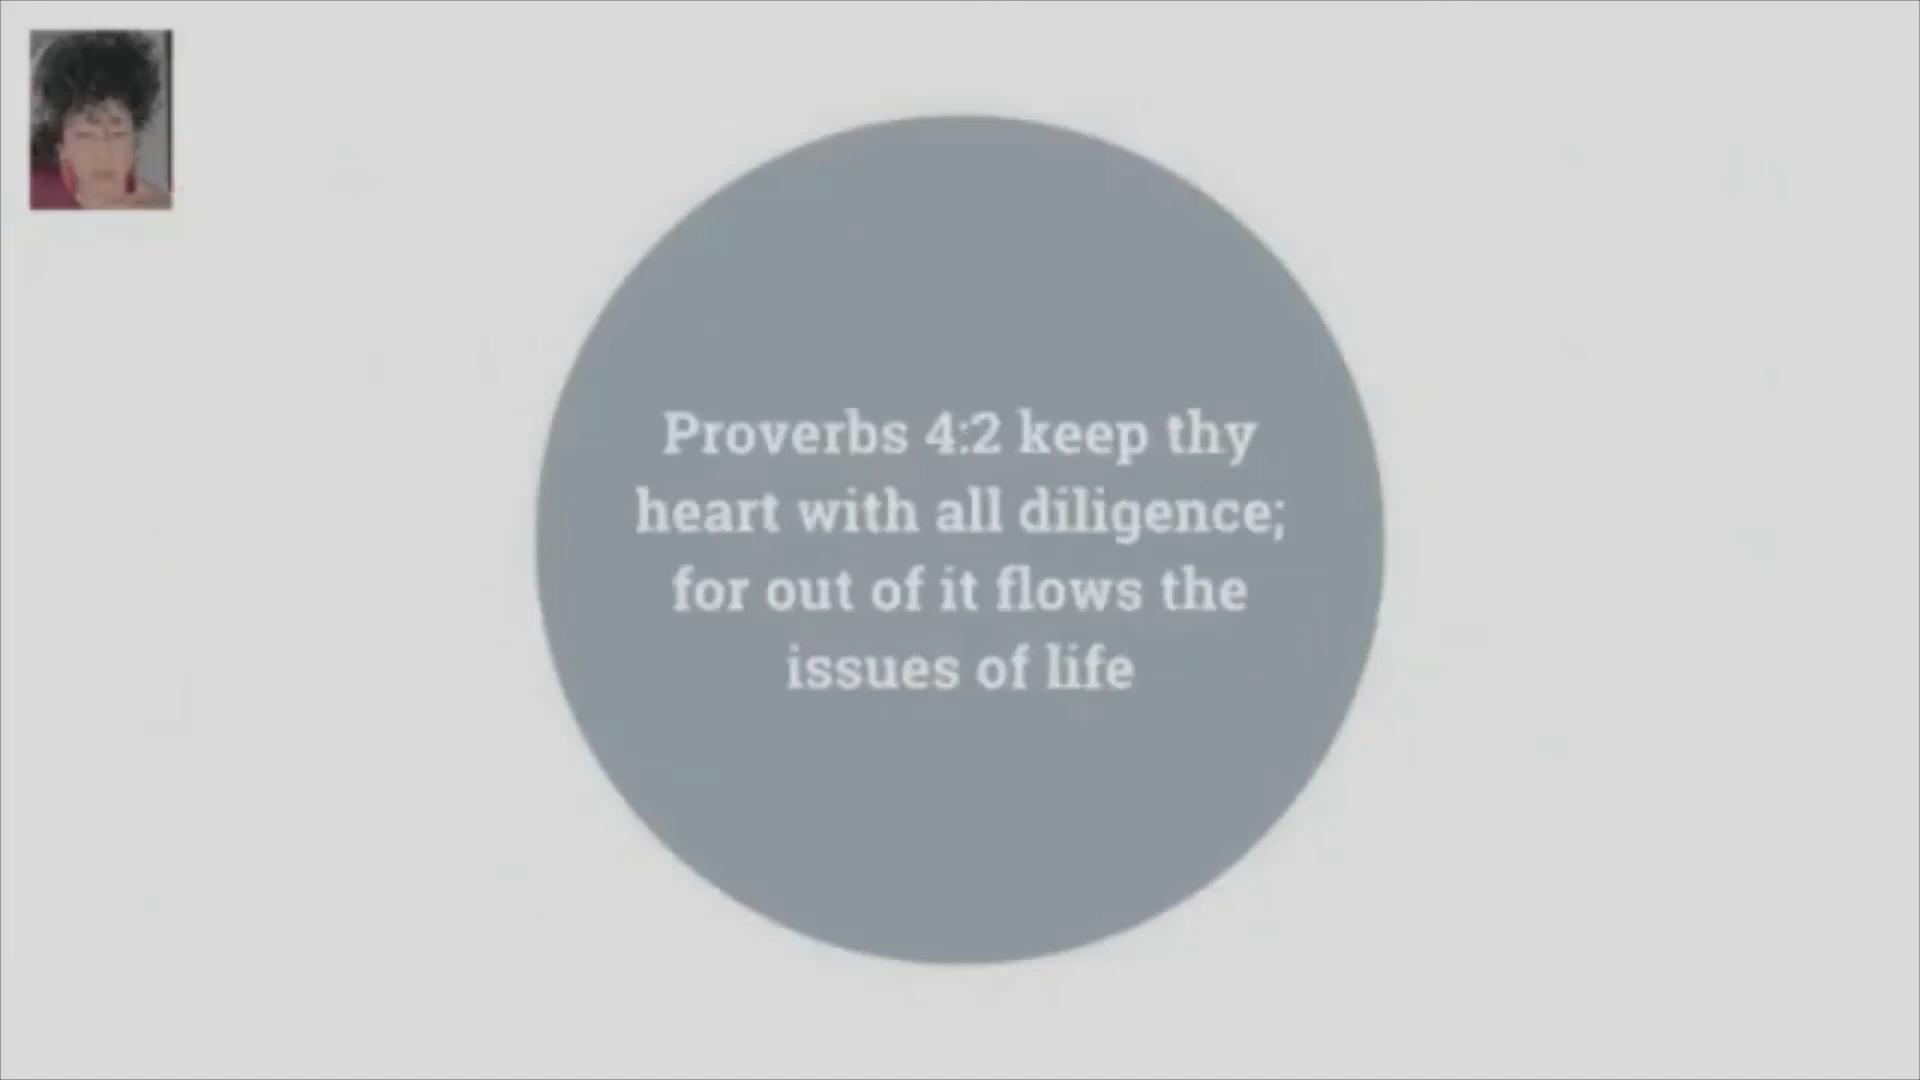 Proverbs 4:2 keep thy
heart with all diligence;
for out of it flows the
issues of life